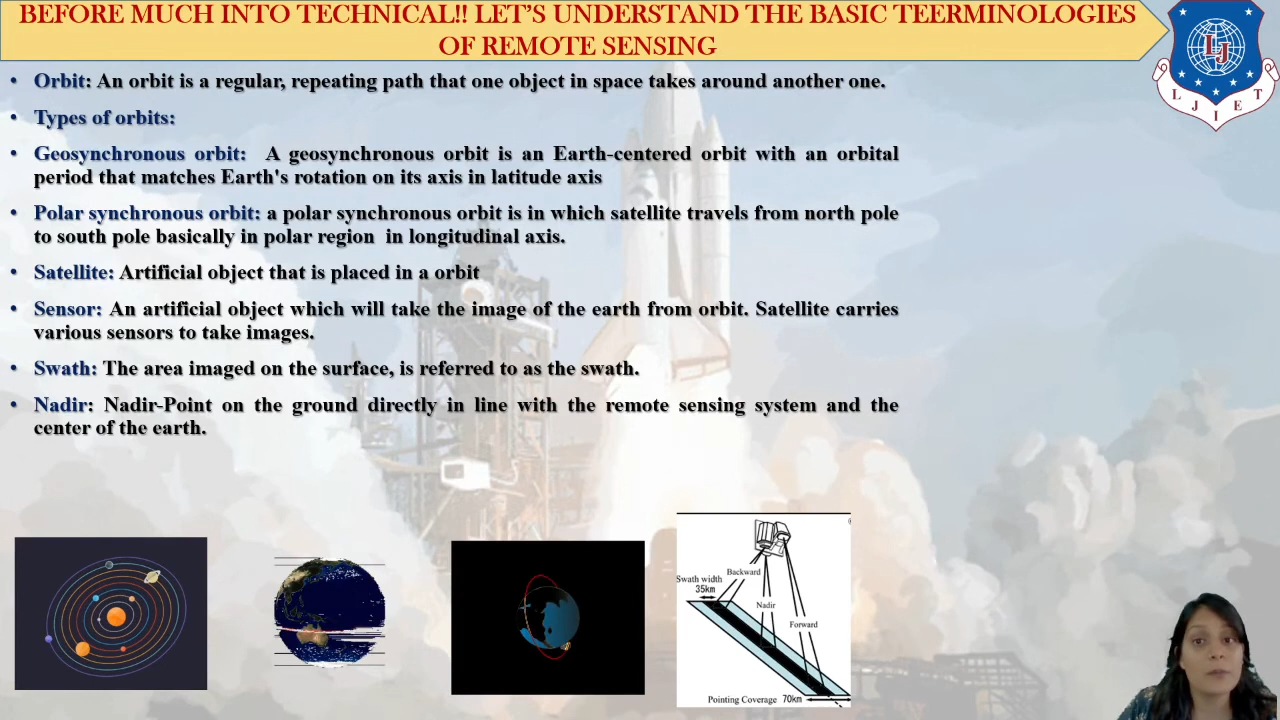 BEFORE MUCH INTO TECHNICAL!! LET'S UNDERSTAND THE BASIC TEERMINOLOGIES
OF REMOTE SENSING
• Orbit: An orbit is a regular, repeating path that one object in space takes around another one.
• Types of orbits:
• Geosynchronous orbit: A geosynchronous orbit is an Earth-centered orbit with an orbital
period that matches Earth's rotation on its axis in latitude axis
• Polar synchronous orbit: a polar synchronous orbit is in which satellite travels from north pole
to south pole basically in polar region in longitudinal axis.
• Satellite: Artificial object that is placed in a orbit
• Sensor: An artificial object which will take the image of the earth from orbit. Satellite carries
various sensors to take images.
• Swath: The area imaged on the surface, is referred to as the swath.
• Nadir: Nadir-Point on the ground directly in line with the remote sensing system and the
center of the earth.
LJ
L J I E T
Backward
Swath width
35km
Nadir
Forward
Pointing Coverage 70km